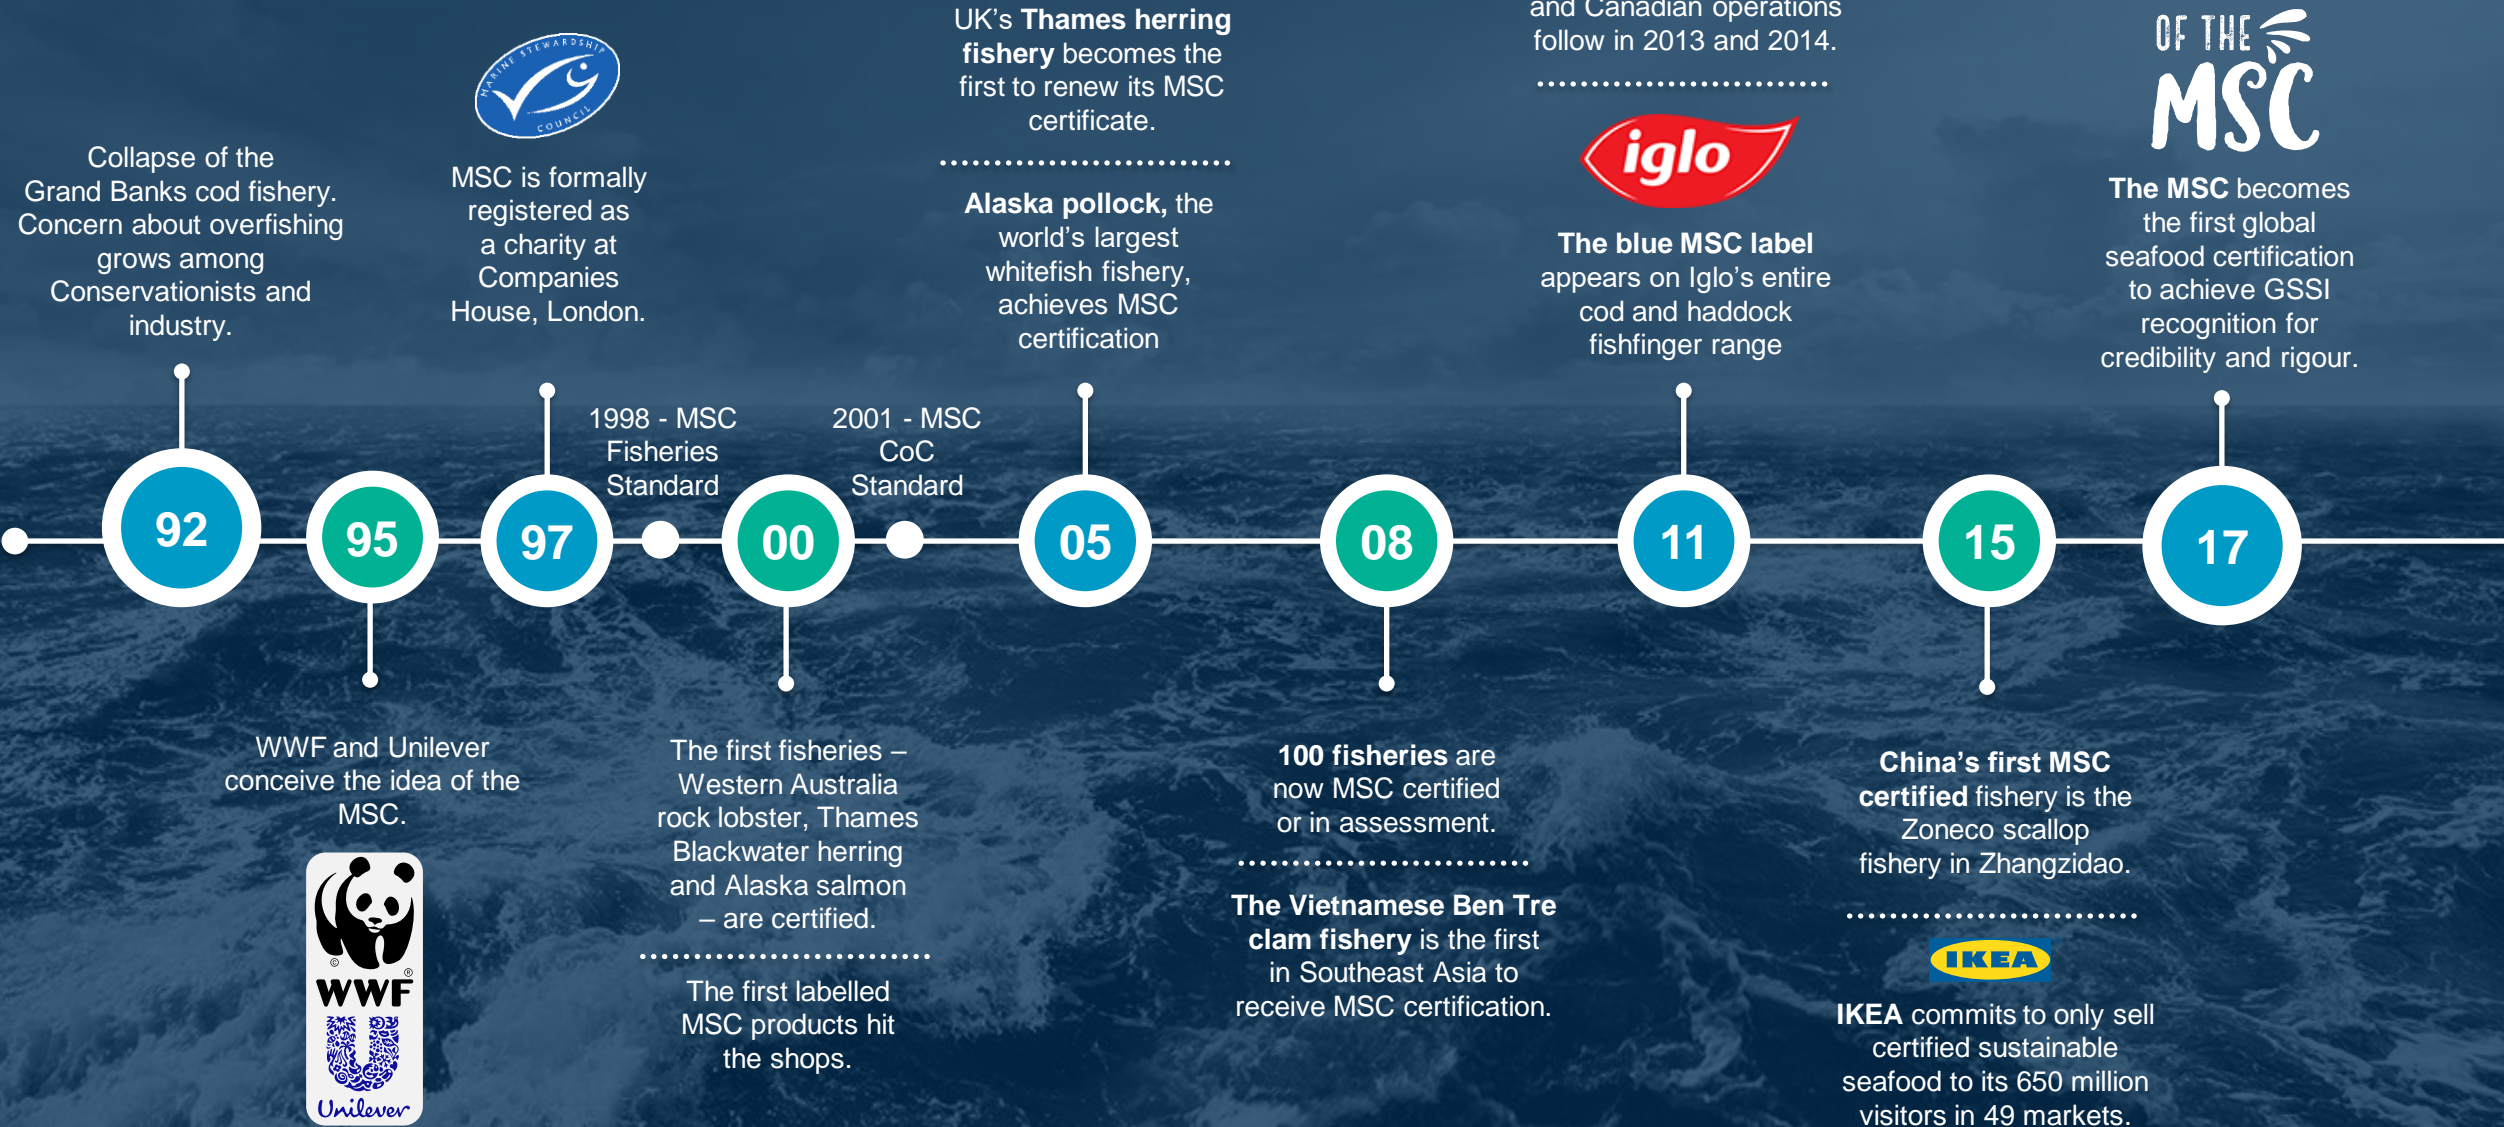 Collapse of the
Grand Banks cod fishery.
Concern about overfishing
grows among
Conservationists and
industry.
92
95
WWF and Unilever
conceive the idea of the
MSC.
©
®
WWF
Unilever
MARINE STEWARDSHIP
COUNCIL
MSC is formally
registered as
a charity at
Companies
House, London.
97
1998 - MSC
Fisheries
Standard
00
The first fisheries –
Western Australia
rock lobster, Thames
Blackwater herring
and Alaska salmon
– are certified.
The first labelled
MSC products hit
the shops.
2001 - MSC
CoC
Standard
UK’s Thames herring
fishery becomes the
first to renew its MSC
certificate.
Alaska pollock, the
world’s largest
whitefish fishery,
achieves MSC
certification
05
08
100 fisheries are
now MSC certified
or in assessment.
The Vietnamese Ben Tre
clam fishery is the first
in Southeast Asia to
receive MSC certification.
and Canadian operations
follow in 2013 and 2014.
iglo
The blue MSC label
appears on Iglo’s entire
cod and haddock
fishfinger range
11
15
China’s first MSC
certified fishery is the
Zoneco scallop
fishery in Zhangzidao.
IKEA
IKEA commits to only sell
certified sustainable
seafood to its 650 million
visitors in 49 markets.
OF THE
MSC
The MSC becomes
the first global
seafood certification
to achieve GSSI
recognition for
credibility and rigour.
17